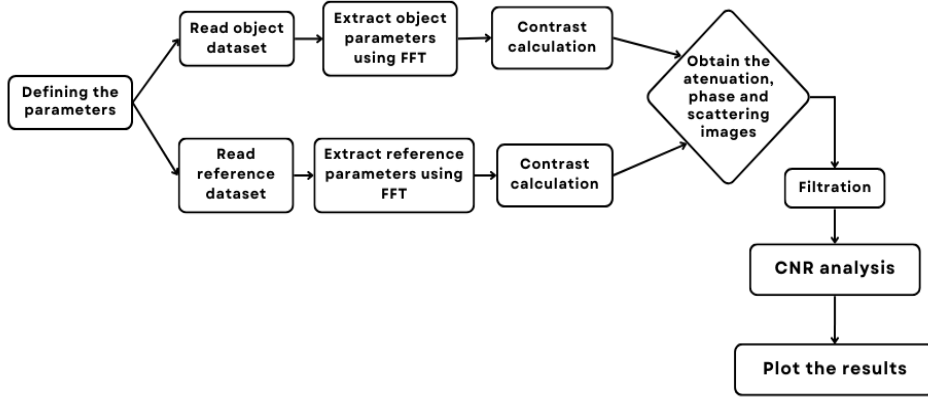 Defining the
parameters
Read object
dataset
Extract object
parameters
using FFT
Contrast
calculation
Read
reference
dataset
Extract reference
parameters using
FFT
Contrast
calculation
Obtain the
atenuation,
phase and
scattering
images
Filtration
CNR analysis
Plot the results